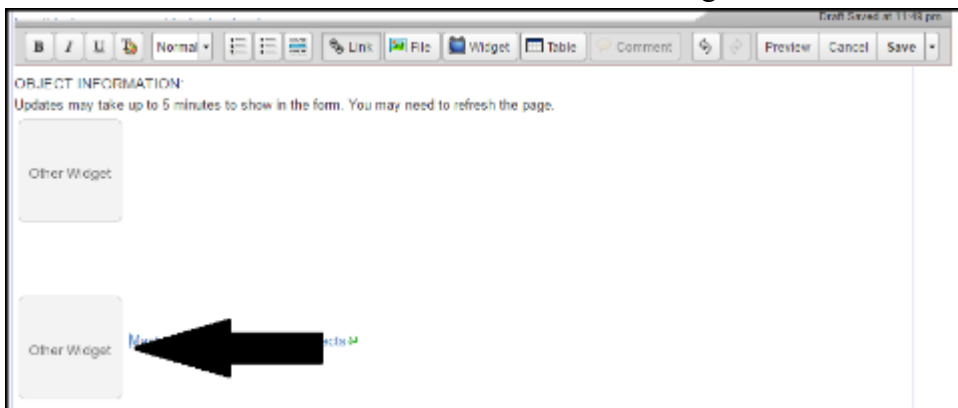 Draft Saved at 11:49 pm
B I U Normal Link File Widget Table Comment Preview Cancel Save
OBJECT INFORMATION:
Updates may take up to 5 minutes to show in the form. You may need to refresh the page.
Other Widget
Other Widget